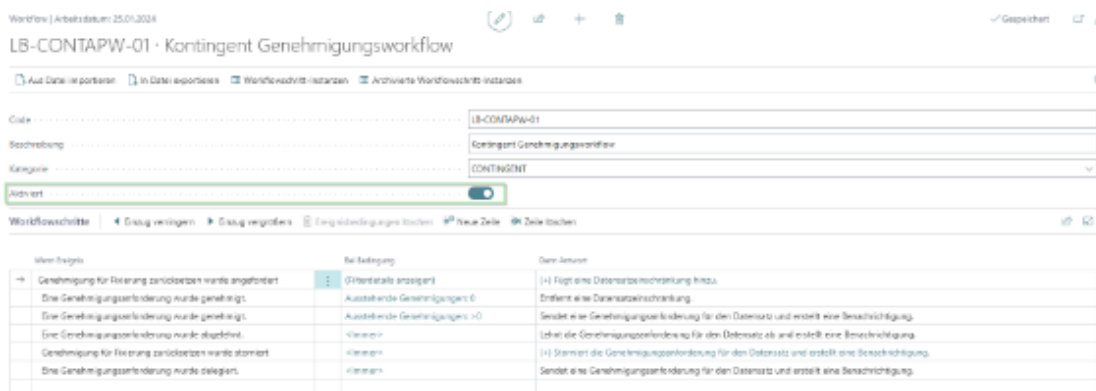 Workflow | Arbeitsdatum: 25.01.2024
Gespeichert
LB-CONTAPW-01 · Kontingent Genehmigungsworkflow
Aus Datei importieren In Datei exportieren Workflowschritt-Instanzen Archivierte Workflowschritt-Instanzen
Code LB-CONTAPW-01
Beschreibung Kontingent Genehmigungsworkflow
Kategorie CONTINGENT
Aktiviert
Workflowschritte Einzug verringern Einzug vergrößern Ereignisbedingungen löschen Neue Zeile Zeile löschen
Wenn Ereignis Bei Bedingung Dann Antwort
Genehmigung für Fixierung zurücksetzen wurde angefordert (Filterdetails anzeigen) (+) Fügt eine Datensatzeinschränkung hinzu.
Eine Genehmigungsanforderung wurde genehmigt. Ausstehende Genehmigungen: 0 Entfernt eine Datensatzeinschränkung.
Eine Genehmigungsanforderung wurde genehmigt. Ausstehende Genehmigungen: >0 Sendet eine Genehmigungsanforderung für den Datensatz und erstellt eine Benachrichtigung.
Eine Genehmigungsanforderung wurde abgelehnt. <Immer> Lehnt die Genehmigungsanforderung für den Datensatz ab und erstellt eine Benachrichtigung.
Genehmigung für Fixierung zurücksetzen wurde storniert <Immer> (+) Storniert die Genehmigungsanforderung für den Datensatz und erstellt eine Benachrichtigung.
Eine Genehmigungsanforderung wurde delegiert. <Immer> Sendet eine Genehmigungsanforderung für den Datensatz und erstellt eine Benachrichtigung.